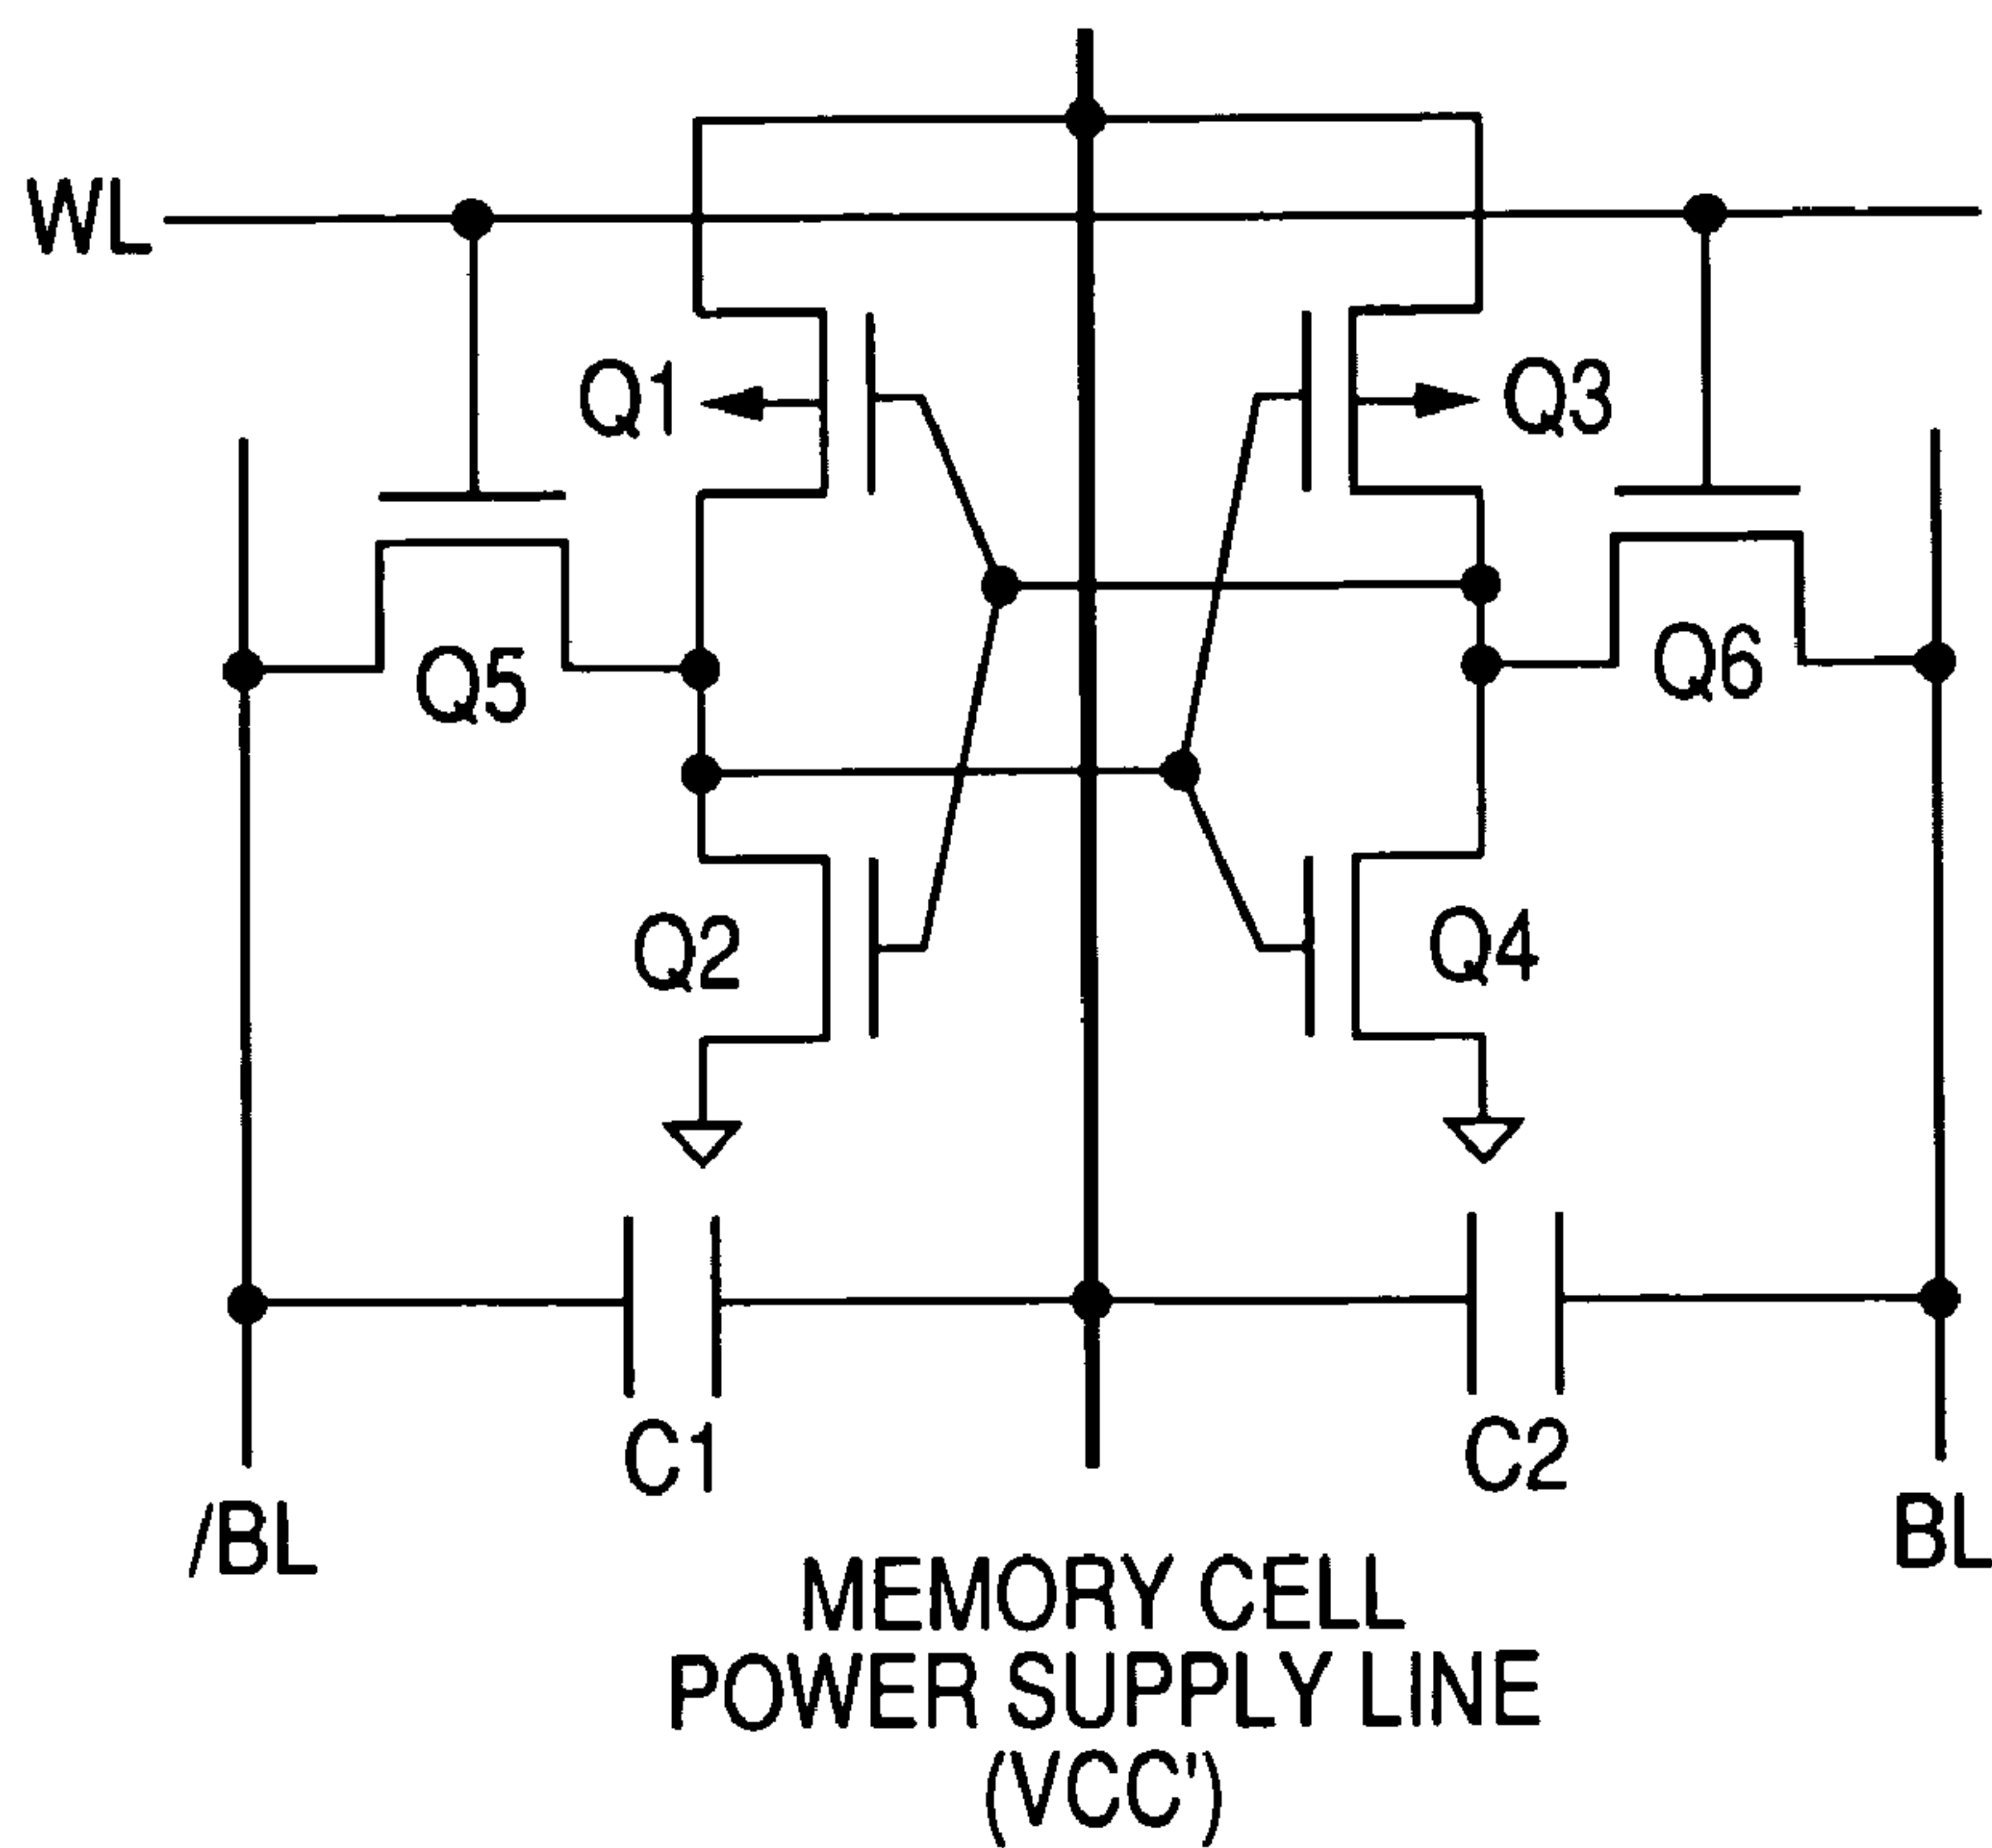 WL
Q1
Q3
Q5
Q6
Q2
Q4
C1
C2
/BL
BL
MEMORY CELL
POWER SUPPLY LINE
(VCC')